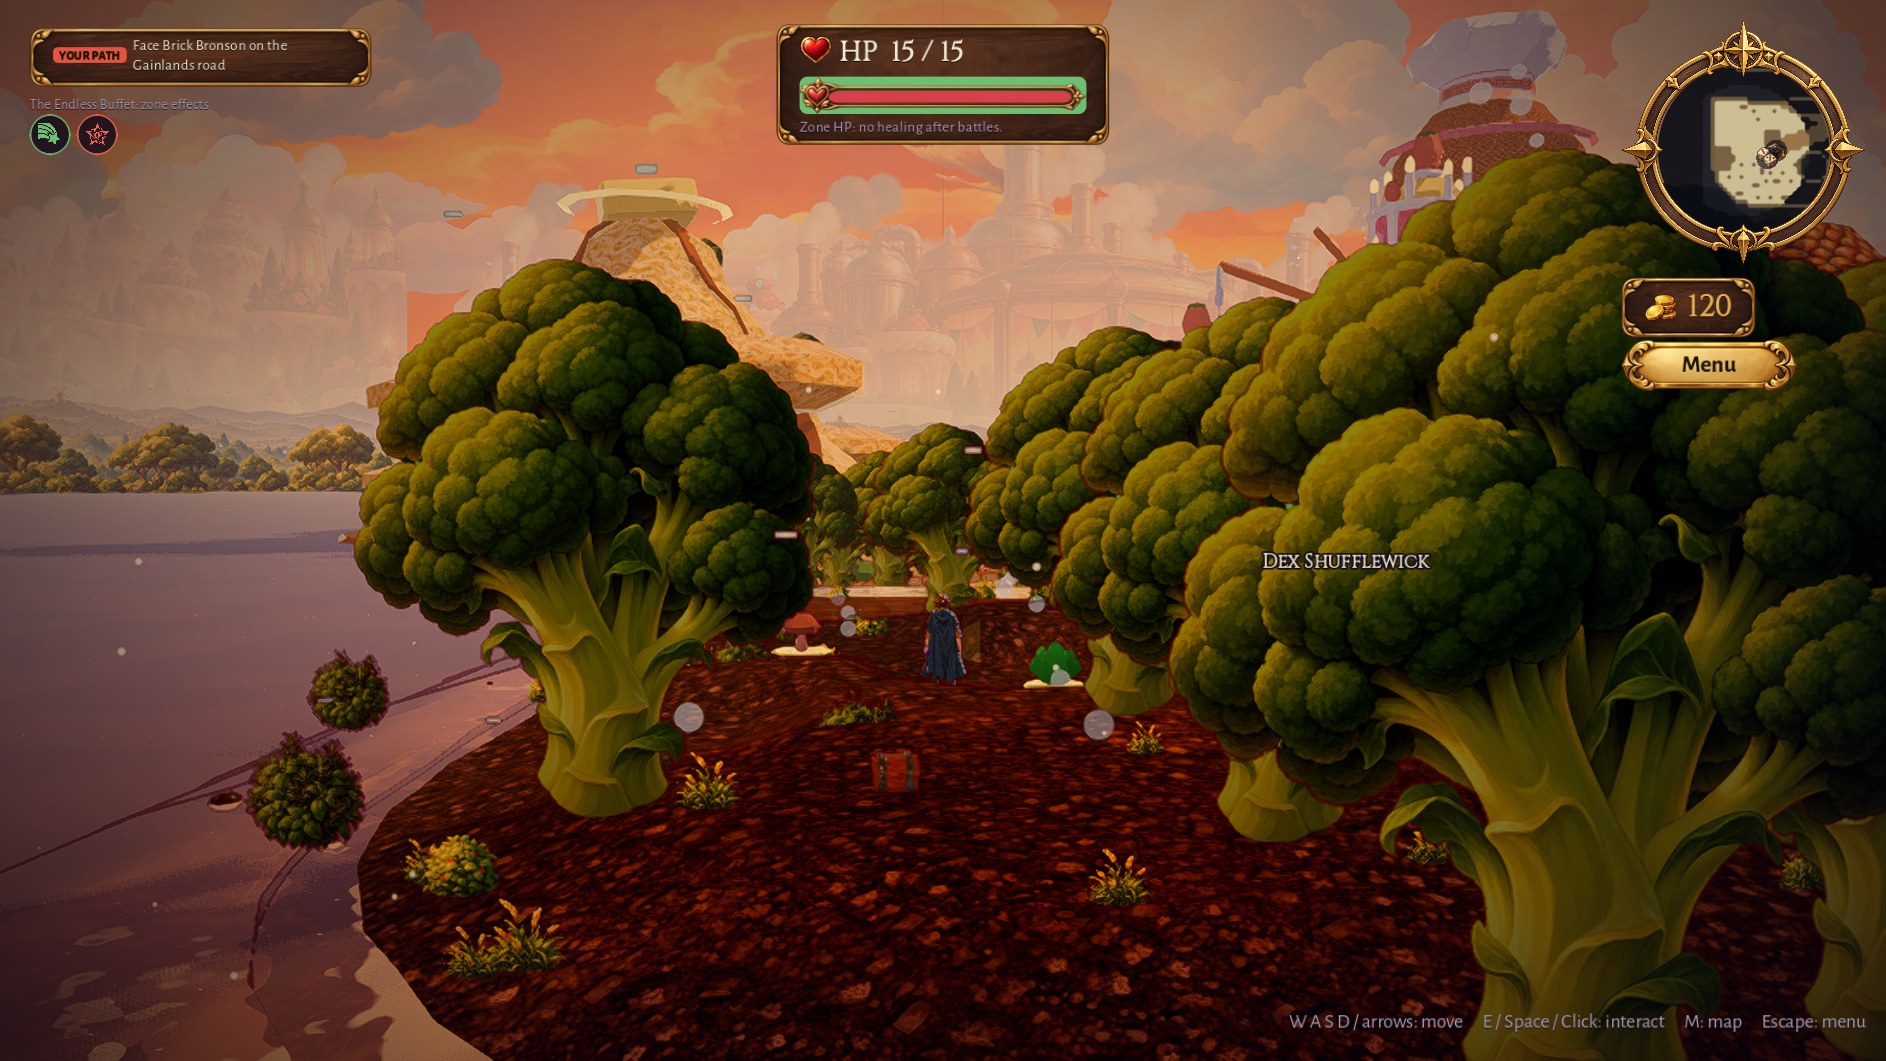 YOUR PATH
Face Brick Bronson on the
Gainlands road
The Endless Buffet: zone effects
HP 15 / 15
Zone HP: no healing after battles.
120
Menu
DEX SHUFFLEWICK
W A S D / arrows: move E / Space / Click: interact M: map Escape: menu